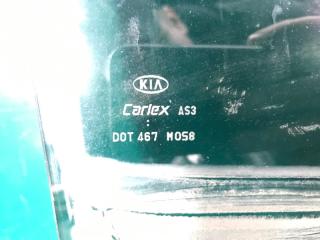 KIA
Carlex AS3
DOT 467 M058